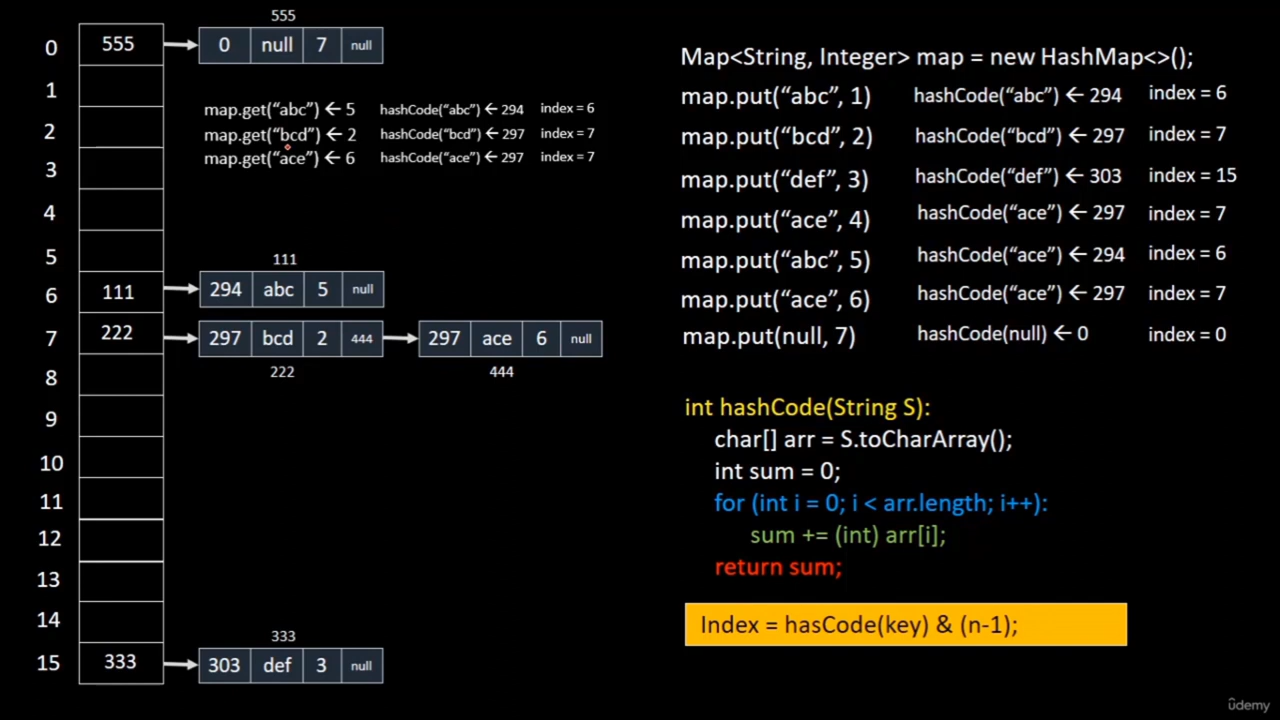 555
0 555 0 null 7 null
1
2
3
4
5
map.get(“abc”) ← 5 hashCode(“abc”) ← 294 index = 6
map.get(“bcd”) ← 2 hashCode(“bcd”) ← 297 index = 7
map.get(“ace”) ← 6 hashCode(“ace”) ← 297 index = 7
111
6 111 294 abc 5 null
7 222 297 bcd 2 444 297 ace 6 null
222 444
8
9
10
11
12
13
14
333
15 333 303 def 3 null
Map<String, Integer> map = new HashMap<>();
map.put(“abc”, 1) hashCode(“abc”) ← 294 index = 6
map.put(“bcd”, 2) hashCode(“bcd”) ← 297 index = 7
map.put(“def”, 3) hashCode(“def”) ← 303 index = 15
map.put(“ace”, 4) hashCode(“ace”) ← 297 index = 7
map.put(“abc”, 5) hashCode(“ace”) ← 294 index = 6
map.put(“ace”, 6) hashCode(“ace”) ← 297 index = 7
map.put(null, 7) hashCode(null) ← 0 index = 0
int hashCode(String S):
char[] arr = S.toCharArray();
int sum = 0;
for (int i = 0; i < arr.length; i++):
sum += (int) arr[i];
return sum;
Index = hasCode(key) & (n-1);
ûdemy